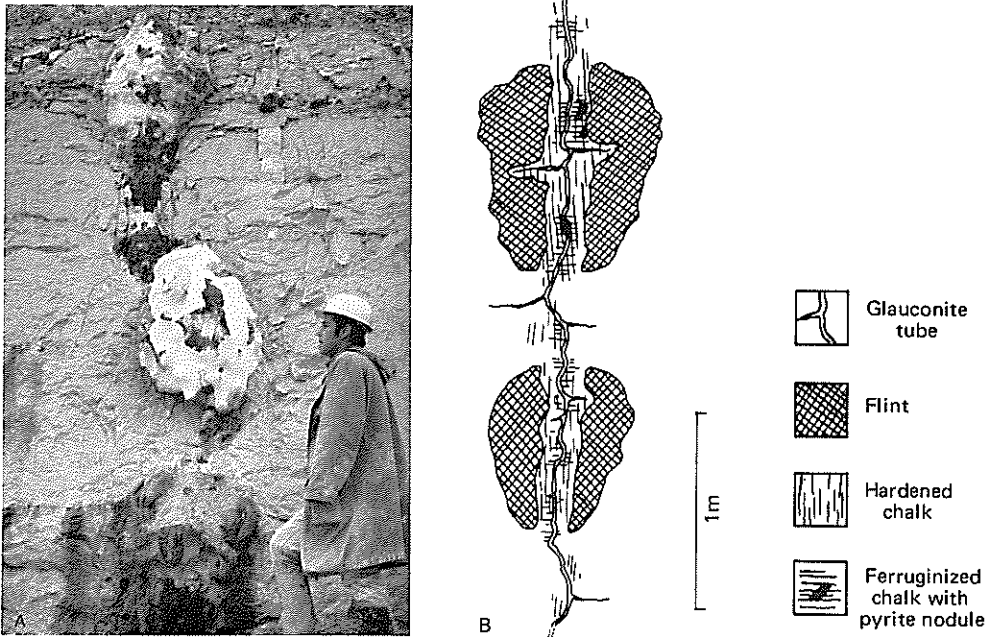 A
B
1m
Glauconite
tube
Flint
Hardened
chalk
Ferruginized
chalk with
pyrite nodule